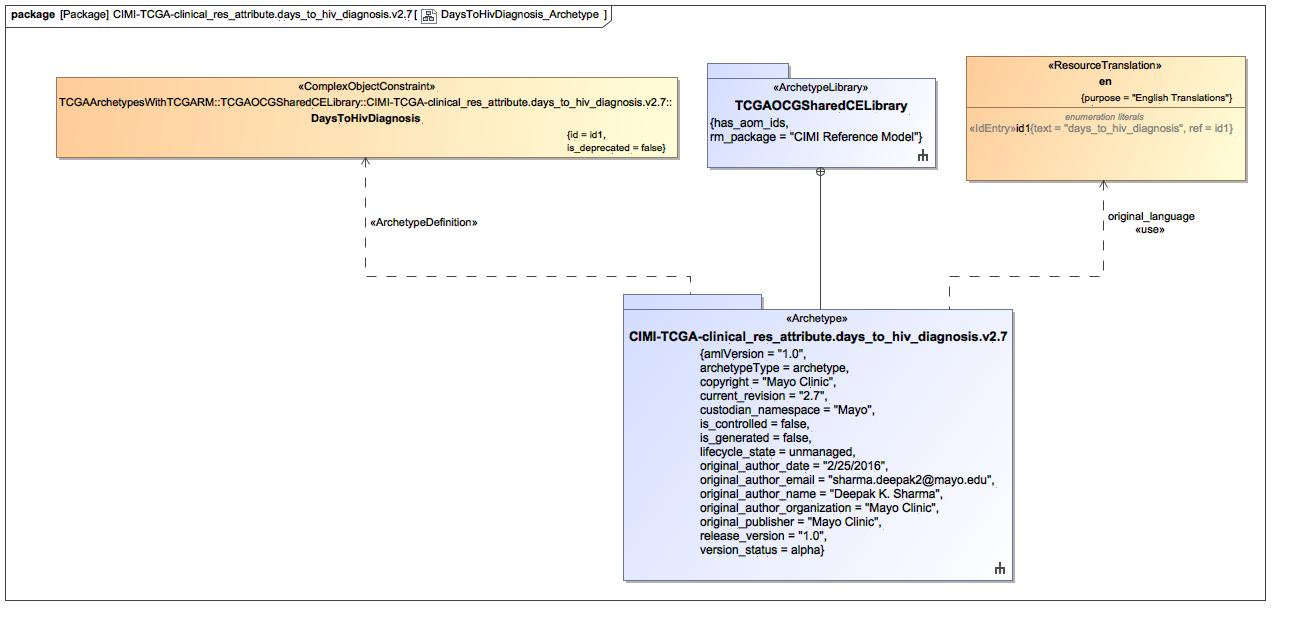 package [Package] CIMI-TCGA-clinical_res_attribute.days_to_hiv_diagnosis.v2.7 [ DaysToHivDiagnosis_Archetype ]
«ComplexObjectConstraint»
TCGAArchetypesWithTCGARM::TCGAOCGSharedCELibrary::CIMI-TCGA-clinical_res_attribute.days_to_hiv_diagnosis.v2.7::
DaysToHivDiagnosis
{id = id1,
is_deprecated = false}
«ArchetypeLibrary»
TCGAOCGSharedCELibrary
{has_aom_ids,
rm_package = "CIMI Reference Model"}
«ResourceTranslation»
en
{purpose = "English Translations"}
enumeration literals
«IdEntry»id1{text = "days_to_hiv_diagnosis", ref = id1}
«ArchetypeDefinition»
original_language
«use»
«Archetype»
CIMI-TCGA-clinical_res_attribute.days_to_hiv_diagnosis.v2.7
{amlVersion = "1.0",
archetypeType = archetype,
copyright = "Mayo Clinic",
current_revision = "2.7",
custodian_namespace = "Mayo",
is_controlled = false,
is_generated = false,
lifecycle_state = unmanaged,
original_author_date = "2/25/2016",
original_author_email = "sharma.deepak2@mayo.edu",
original_author_name = "Deepak K. Sharma",
original_author_organization = "Mayo Clinic",
original_publisher = "Mayo Clinic",
release_version = "1.0",
version_status = alpha}